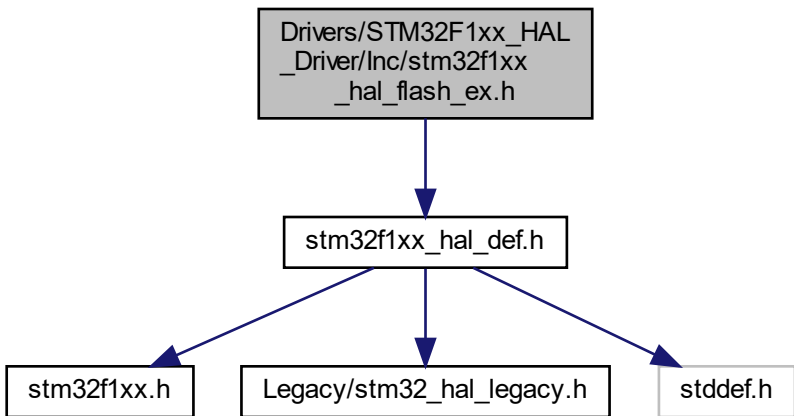 Drivers/STM32F1xx_HAL
_Driver/Inc/stm32f1xx
_hal_flash_ex.h
stm32f1xx_hal_def.h
stm32f1xx.h
Legacy/stm32_hal_legacy.h
stddef.h